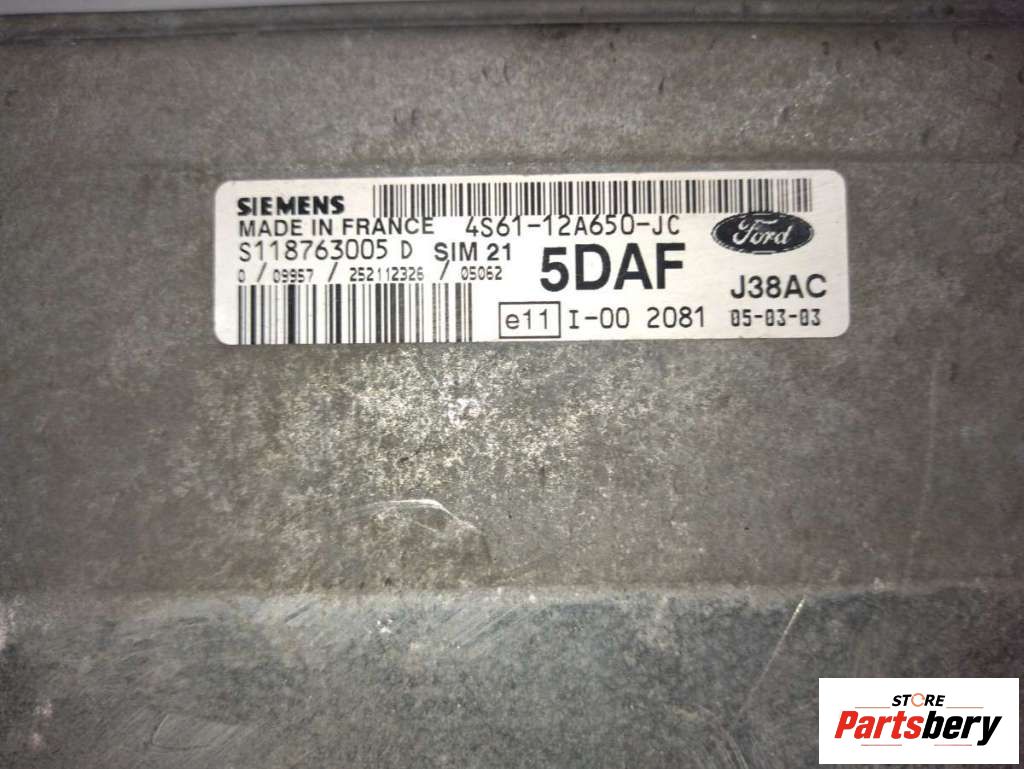 SIEMENS
MADE IN FRANCE 4S61-12A650-JC
Ford
S118763005 D SIM 21
5DAF
0 / 09957 / 252112326 / 05062
J38AC
e11 I-00 2081 05-03-03
STORE
Partsbery